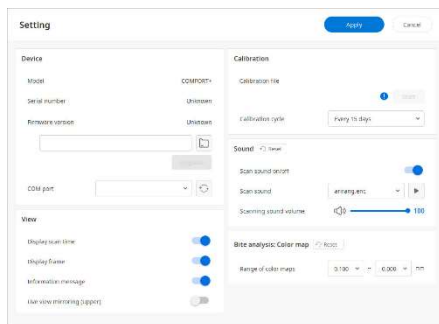 Setting
Apply
Cancel
Device
Model
COMFORT+
Serial number
Unknown
Firmware version
Unknown
Upgrade
COM port
View
Display scan time
Display frame
Information message
Live view mirroring (upper)
Calibration
Calibration file
Calibration cycle
Every 15 days
Sound
Reset
Scan sound on/off
Scan sound
arirang.enc
Scanning sound volume
100
Bite analysis: Color map
Reset
Range of color maps
0.100
~
0.000
mm